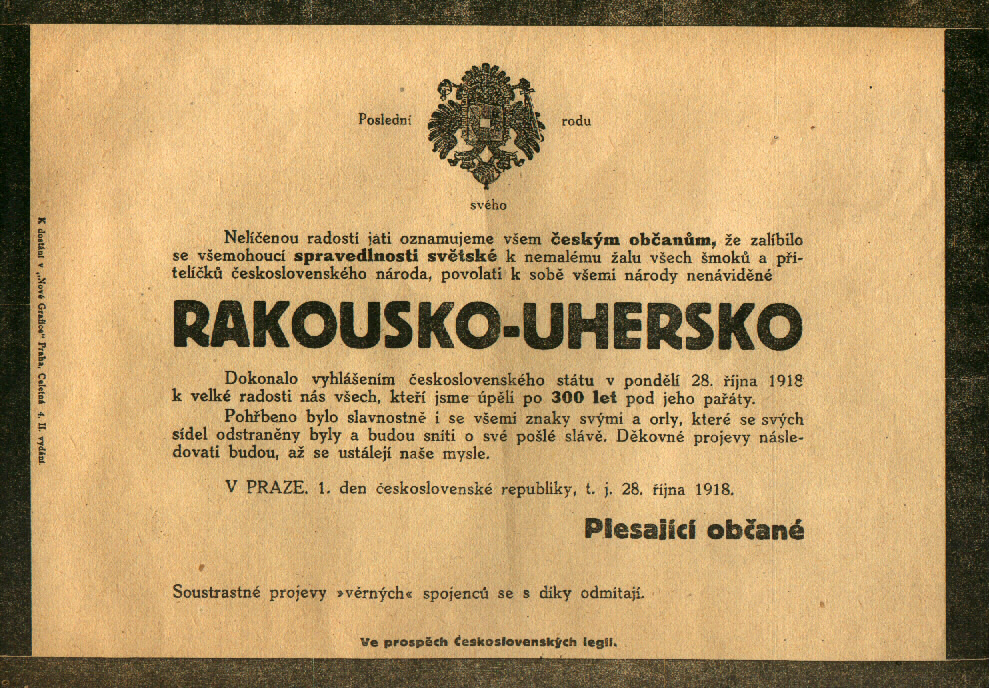 Poslední rodu
svého
Nelíčenou radostí jati oznamujeme všem českým občanům, že zalíbilo
se všemohoucí spravedlnosti světské k nemalému žalu všech šmoků a pří-
telíčků československého národa, povolati k sobě všemi národy nenáviděné
RAKOUSKO-UHERSKO
Dokonalo vyhlášením československého státu v pondělí 28. října 1918
k velké radosti nás všech, kteří jsme úpěli po 300 let pod jeho pařáty.
Pohřbeno bylo slavnostně i se všemi znaky svými a orly, které se svých
sídel odstraněny byly a budou sníti o své pošlé slávě. Děkovné projevy násle-
dovati budou, až se ustálejí naše mysle.
V PRAZE. 1. den československé republiky, t. j. 28. října 1918.
Plesající občané
Soustrastné projevy »věrných« spojenců se s díky odmítají.
Ve prospěch Československých legií.
K dostání v „Nové Grafice" Praha, Celetná 4. II. vydání.